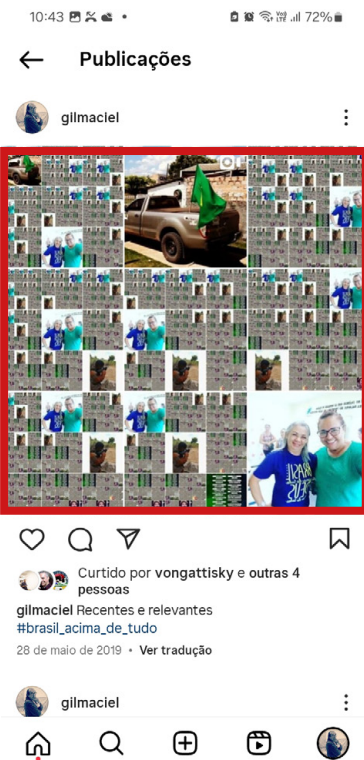 10:43
72%
Publicações
gilmaciel
Curtido por vongattisky e outras 4
pessoas
gilmaciel Recentes e relevantes
#brasil_acima_de_tudo
28 de maio de 2019 • Ver tradução
gilmaciel